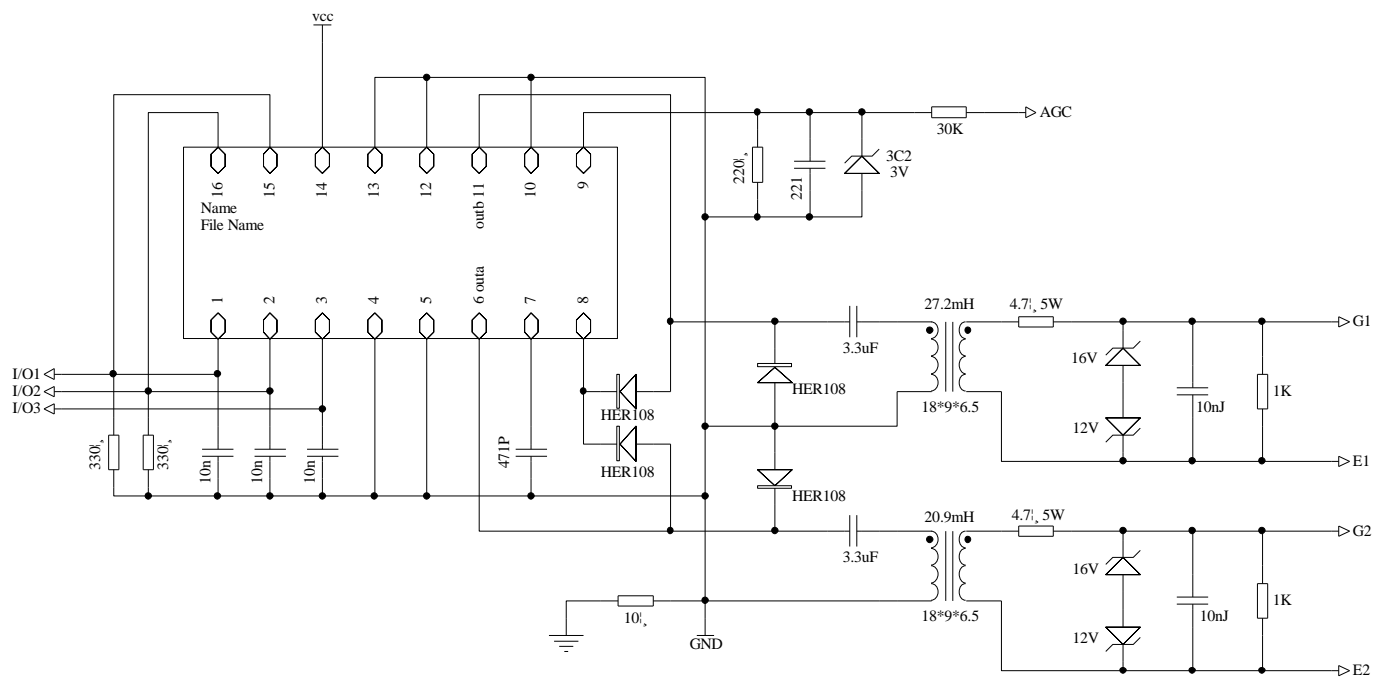 vcc
AGC
30K
220¦¸
221
3C2
3V
16
15
14
13
12
outb 11
10
9
Name
File Name
1
2
3
4
5
6 outa
7
8
I/O1
I/O2
I/O3
330¦¸
330¦¸
10n
10n
10n
471P
HER108
HER108
HER108
HER108
3.3uF
27.2mH
18*9*6.5
4.7¦¸ 5W
16V
12V
10nJ
1K
G1
E1
3.3uF
20.9mH
18*9*6.5
4.7¦¸ 5W
16V
12V
10nJ
1K
G2
E2
10¦¸
GND